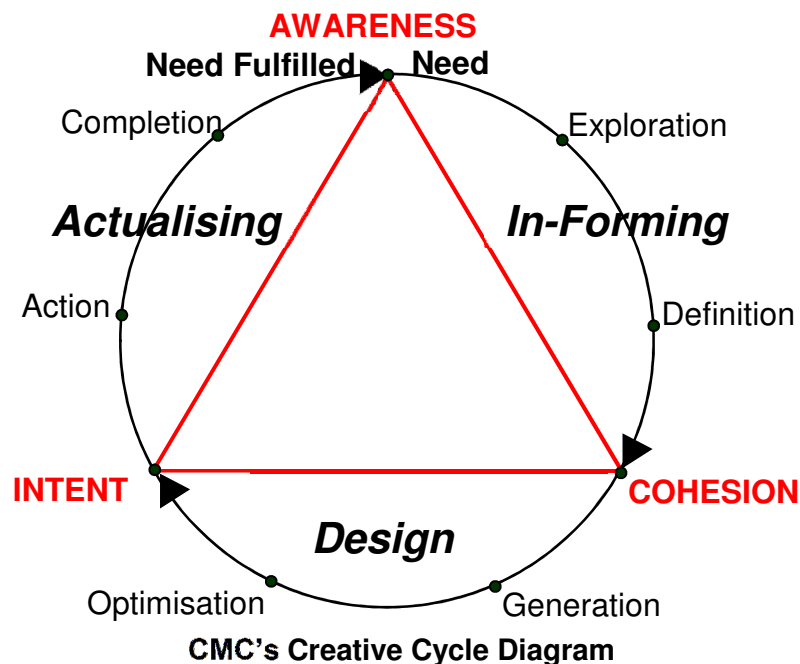 AWARENESS
Need Fulfilled Need
Completion
Exploration
Actualising
In-Forming
Action
Definition
INTENT
COHESION
Design
Optimisation
Generation
CMC's Creative Cycle Diagram